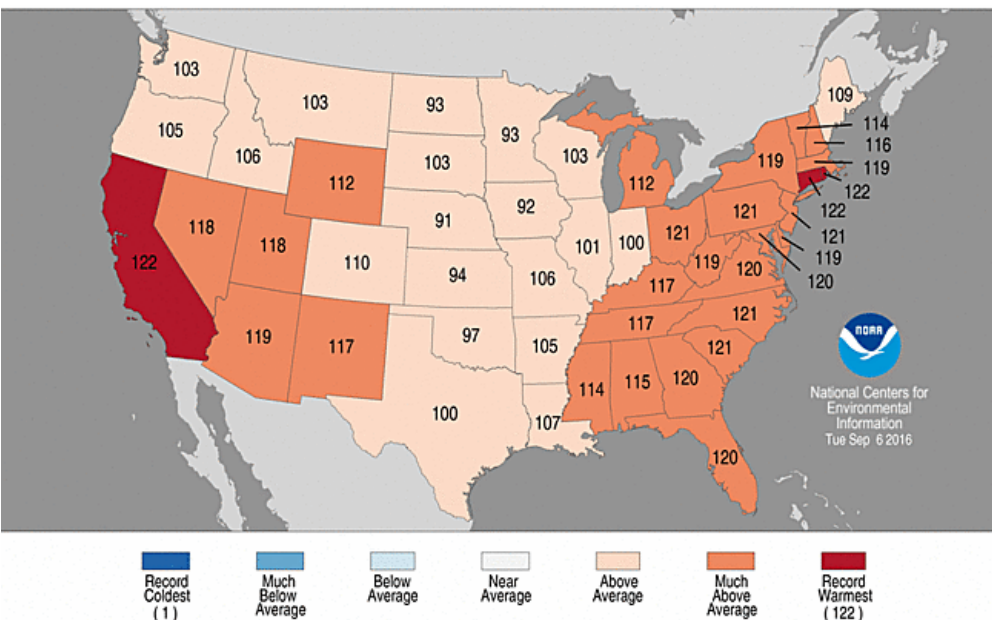 103
103
93
93
109
105
106
103
103
114
116
119
112
119
112
122
122
118
118
110
91
92
101
100
121
121
121
119
122
94
106
119
120
120
117
119
117
97
105
117
121
121
100
107
114
115
120
120
NOAA
National Centers for
Environmental
Information
Tue Sep 6 2016
Record
Coldest
( 1 )
Much
Below
Average
Below
Average
Near
Average
Above
Average
Much
Above
Average
Record
Warmest
( 122 )